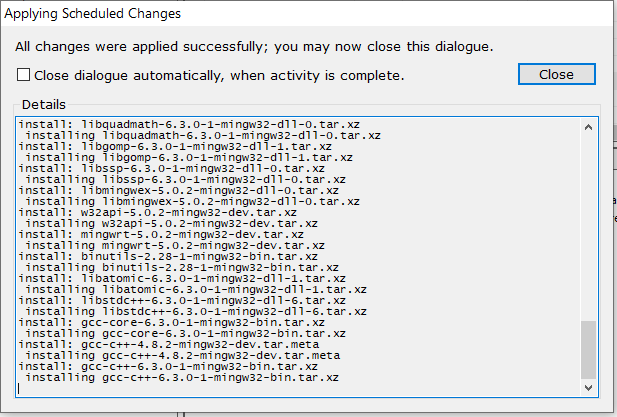 Applying Scheduled Changes
All changes were applied successfully; you may now close this dialogue.
Close dialogue automatically, when activity is complete.
Close
Details
install: libquadmath-6.3.0-1-mingw32-dll-0.tar.xz
installing libquadmath-6.3.0-1-mingw32-dll-0.tar.xz
install: libgomp-6.3.0-1-mingw32-dll-1.tar.xz
installing libgomp-6.3.0-1-mingw32-dll-1.tar.xz
install: libssp-6.3.0-1-mingw32-dll-0.tar.xz
installing libssp-6.3.0-1-mingw32-dll-0.tar.xz
install: libmingwex-5.0.2-mingw32-dll-0.tar.xz
installing libmingwex-5.0.2-mingw32-dll-0.tar.xz
install: w32api-5.0.2-mingw32-dev.tar.xz
installing w32api-5.0.2-mingw32-dev.tar.xz
install: mingwrt-5.0.2-mingw32-dev.tar.xz
installing mingwrt-5.0.2-mingw32-dev.tar.xz
install: binutils-2.28-1-mingw32-bin.tar.xz
installing binutils-2.28-1-mingw32-bin.tar.xz
install: libatomic-6.3.0-1-mingw32-dll-1.tar.xz
installing libatomic-6.3.0-1-mingw32-dll-1.tar.xz
install: libstdc++-6.3.0-1-mingw32-dll-6.tar.xz
installing libstdc++-6.3.0-1-mingw32-dll-6.tar.xz
install: gcc-core-6.3.0-1-mingw32-bin.tar.xz
installing gcc-core-6.3.0-1-mingw32-bin.tar.xz
install: gcc-c++-4.8.2-mingw32-dev.tar.meta
installing gcc-c++-4.8.2-mingw32-dev.tar.meta
install: gcc-c++-6.3.0-1-mingw32-bin.tar.xz
installing gcc-c++-6.3.0-1-mingw32-bin.tar.xz